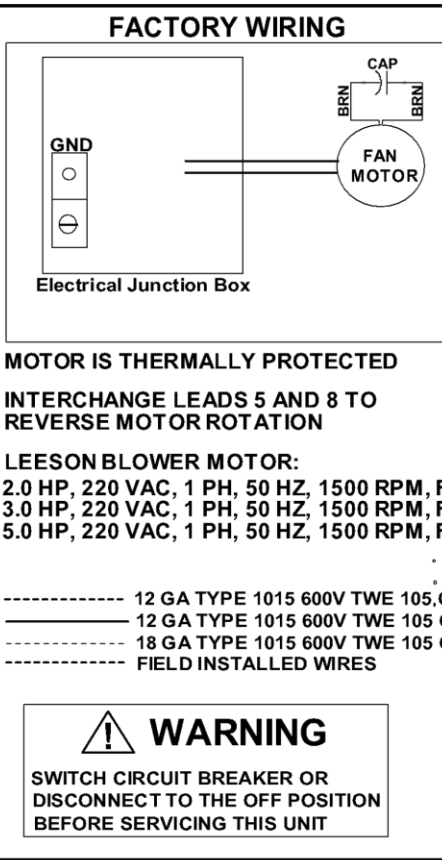 FACTORY WIRING
CAP
BRN
BRN
GND
FAN
MOTOR
Electrical Junction Box
MOTOR IS THERMALLY PROTECTED
INTERCHANGE LEADS 5 AND 8 TO
REVERSE MOTOR ROTATION
LEESON BLOWER MOTOR:
2.0 HP, 220 VAC, 1 PH, 50 HZ, 1500 RPM, F
3.0 HP, 220 VAC, 1 PH, 50 HZ, 1500 RPM, F
5.0 HP, 220 VAC, 1 PH, 50 HZ, 1500 RPM, F
12 GA TYPE 1015 600V TWE 105
12 GA TYPE 1015 600V TWE 105
18 GA TYPE 1015 600V TWE 105
FIELD INSTALLED WIRES
WARNING
SWITCH CIRCUIT BREAKER OR
DISCONNECT TO THE OFF POSITION
BEFORE SERVICING THIS UNIT